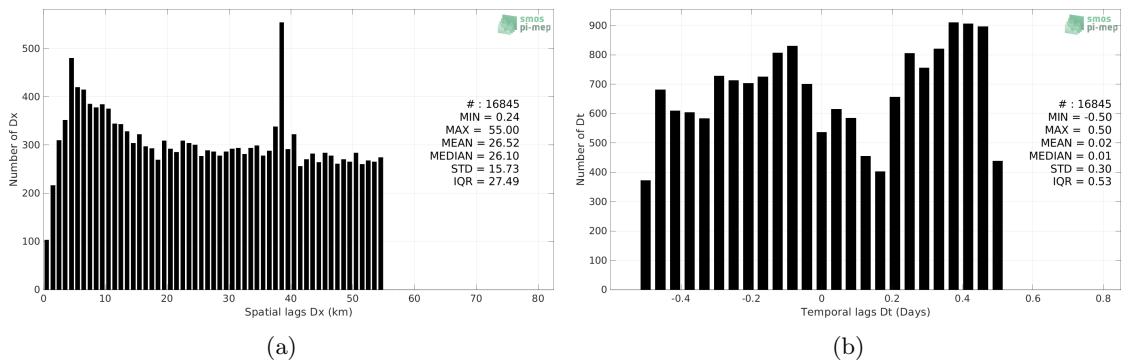 smos
pi-mep
500
400
300
200
100
0
Number of Dx
# : 16845
MIN = 0.24
MAX = 55.00
MEAN = 26.52
MEDIAN = 26.10
STD = 15.73
IQR = 27.49
0 10 20 30 40 50 60 70 80
Spatial lags Dx (km)
(a)
smos
pi-mep
900
800
700
600
500
400
300
200
100
0
Number of Dt
# : 16845
MIN = -0.50
MAX = 0.50
MEAN = 0.02
MEDIAN = 0.01
STD = 0.30
IQR = 0.53
-0.4 -0.2 0 0.2 0.4 0.6 0.8
Temporal lags Dt (Days)
(b)